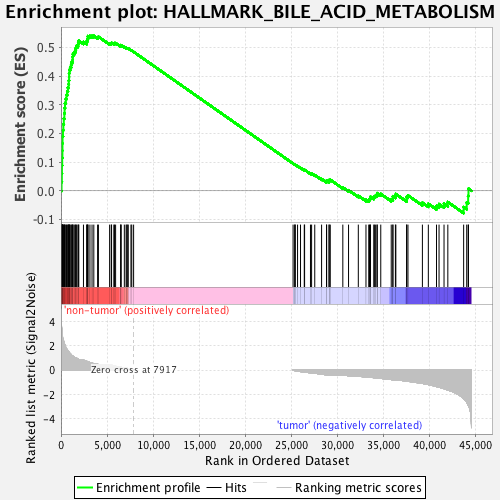 Enrichment plot: HALLMARK_BILE_ACID_METABOLISM
Enrichment score (ES)
0.5
0.4
0.3
0.2
0.1
0.0
-0.1
Ranked list metric (Signal2Noise)
'non-tumor' (positively correlated)
4
2
0
-2
-4
Zero cross at 7917
'tumor' (negatively correlated)
0
5,000
10,000
15,000
20,000
25,000
30,000
35,000
40,000
45,000
Rank in Ordered Dataset
Enrichment profile
Hits
Ranking metric scores